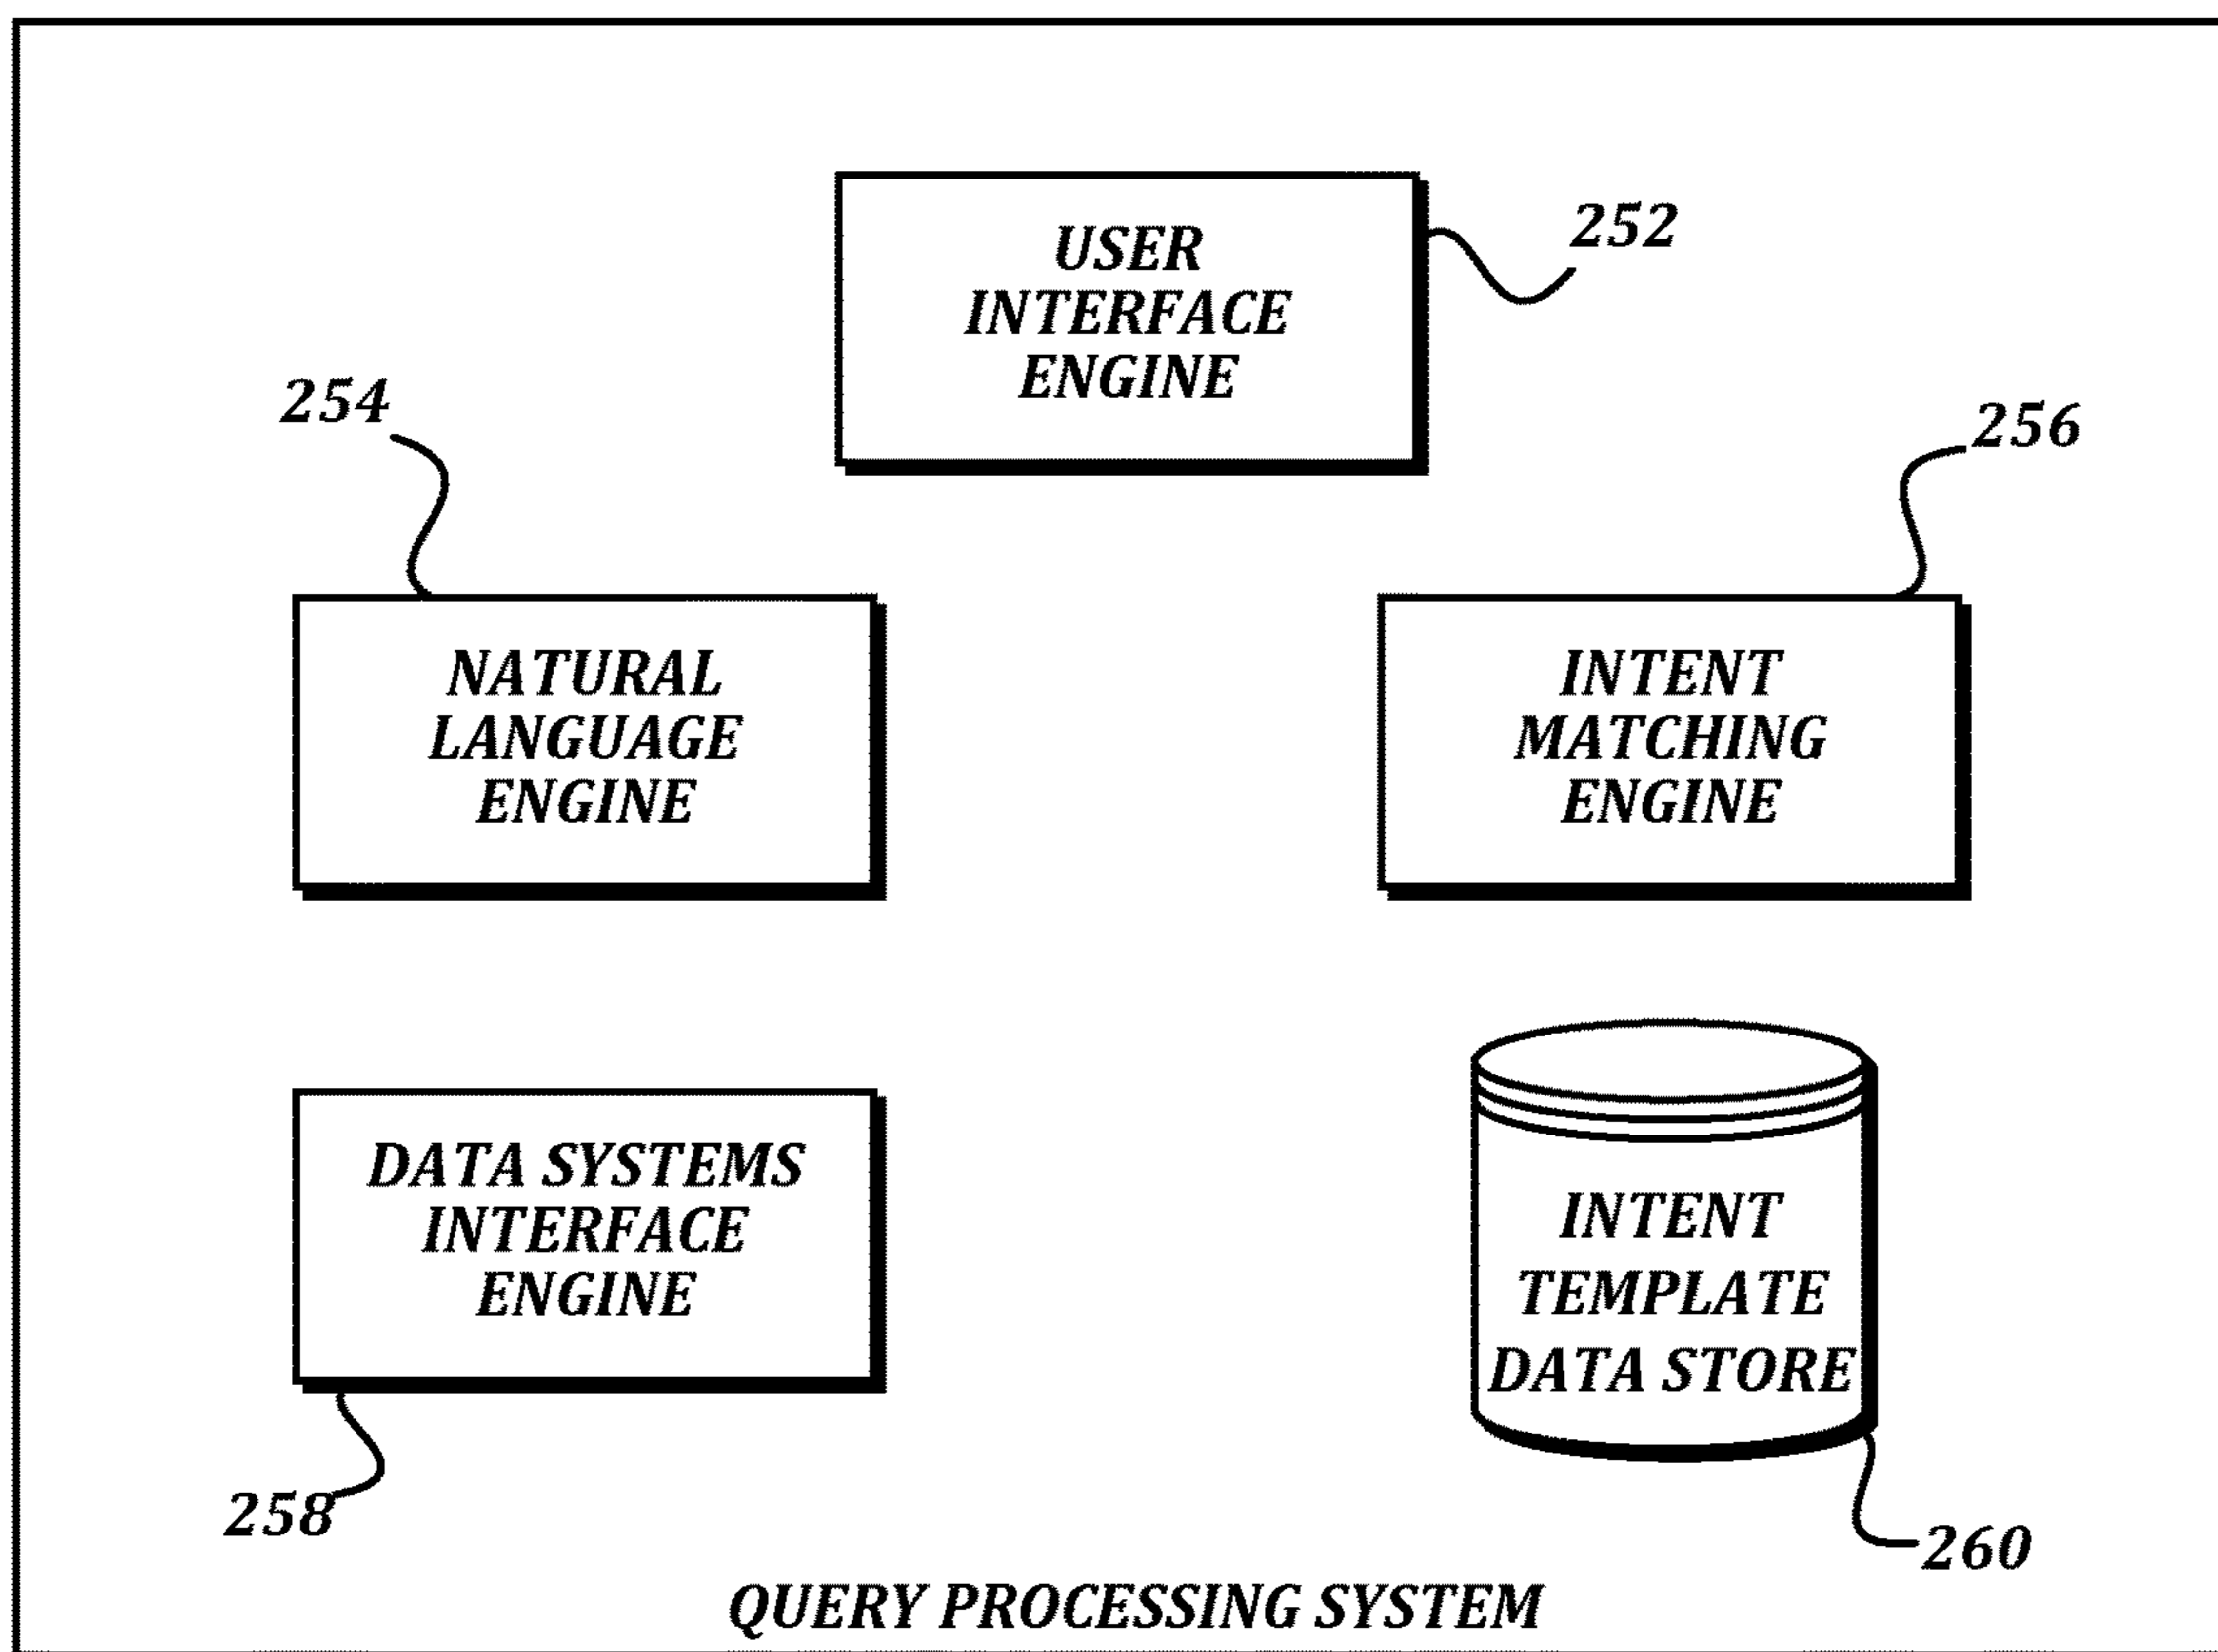 USER
INTERFACE
ENGINE
252
254
256
NATURAL
LANGUAGE
ENGINE
INTENT
MATCHING
ENGINE
DATA SYSTEMS
INTERFACE
ENGINE
INTENT
TEMPLATE
DATA STORE
258
260
QUERY PROCESSING SYSTEM